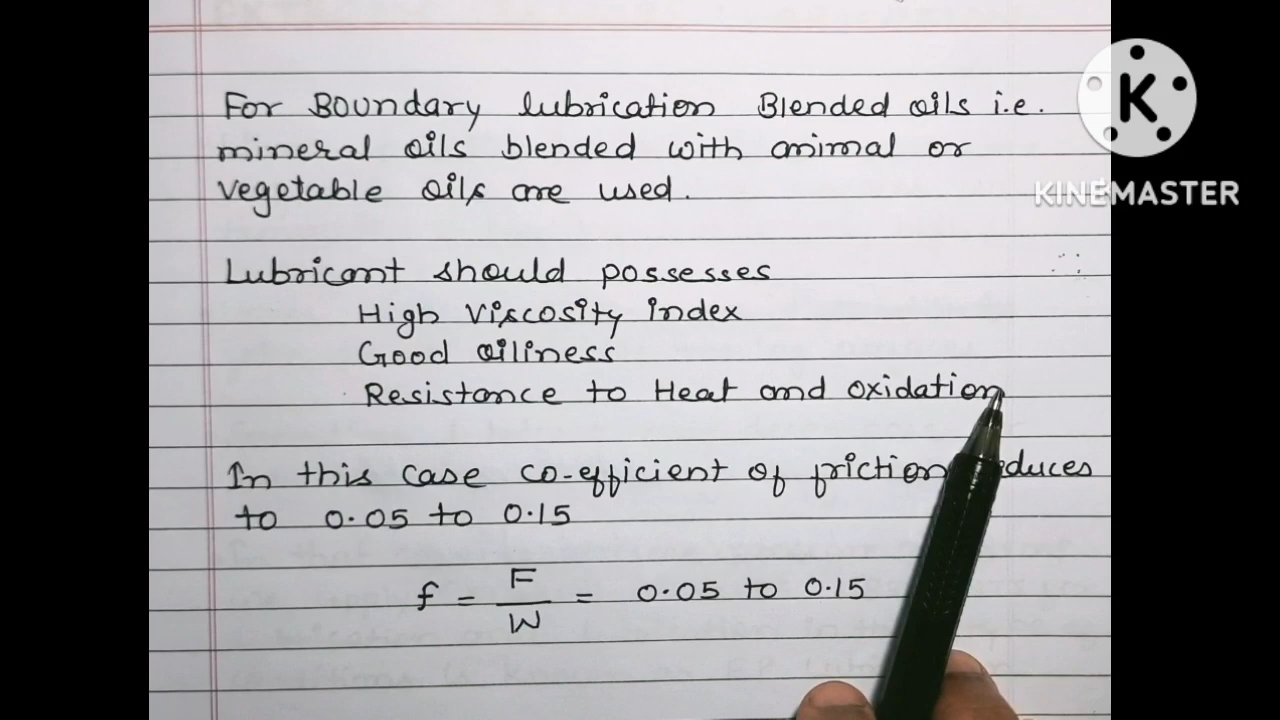 For Boundary lubrication Blended oils i.e.
mineral oils blended with animal or
vegetable oils are used.
Lubricant should possesses
High Viscosity index
Good oiliness
Resistance to Heat and oxidation
In this case co-efficient of friction
to 0.05 to 0.15
f = F/W = 0.05 to 0.15
K
KINEMASTER